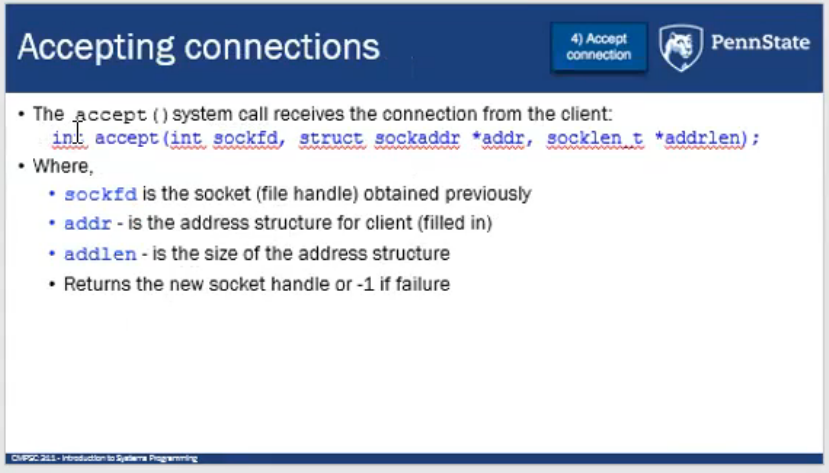 Accepting connections
4) Accept
connection
PennState
• The accept() system call receives the connection from the client:
int accept(int sockfd, struct sockaddr *addr, socklen_t *addrlen);
• Where,
• sockfd is the socket (file handle) obtained previously
• addr - is the address structure for client (filled in)
• addlen - is the size of the address structure
• Returns the new socket handle or -1 if failure
CMPSC 311 - Introduction to Systems Programming